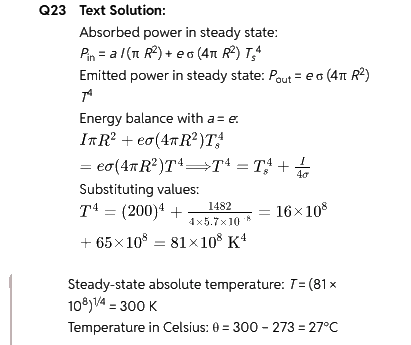 Q23 Text Solution:
Absorbed power in steady state:
P_in = a I (π R²) + e σ (4π R²) T_s⁴
Emitted power in steady state: P_out = e σ (4π R²)
T⁴
Energy balance with a = e:
IπR² + eσ(4πR²)T_s⁴
= eσ(4πR²)T⁴ ⟹ T⁴ = T_s⁴ + I/4σ
Substituting values:
T⁴ = (200)⁴ + 1482/(4×5.7×10⁻⁸) = 16×10⁸
+ 65×10⁸ = 81×10⁸ K⁴
Steady-state absolute temperature: T = (81 ×
10⁸)^1/4 = 300 K
Temperature in Celsius: θ = 300 − 273 = 27°C